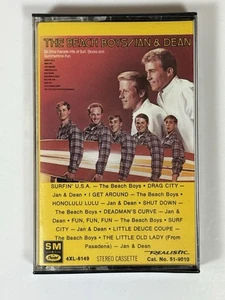 THE BEACH BOYS/JAN & DEAN
SURFIN' U.S.A. — The Beach Boys • DRAG CITY —
Jan & Dean • I GET AROUND — The Beach Boys •
HONOLULU LULU — Jan & Dean • SHUT DOWN —
The Beach Boys • DEADMAN'S CURVE — Jan &
Dean • FUN, FUN, FUN — The Beach Boys • SURF
CITY — Jan & Dean • LITTLE DEUCE COUPE —
The Beach Boys • THE LITTLE OLD LADY (From
Pasadena) — Jan & Dean
SM
Capitol
4XL-8149
STEREO CASSETTE
REALISTIC
Cat. No. 51-9010